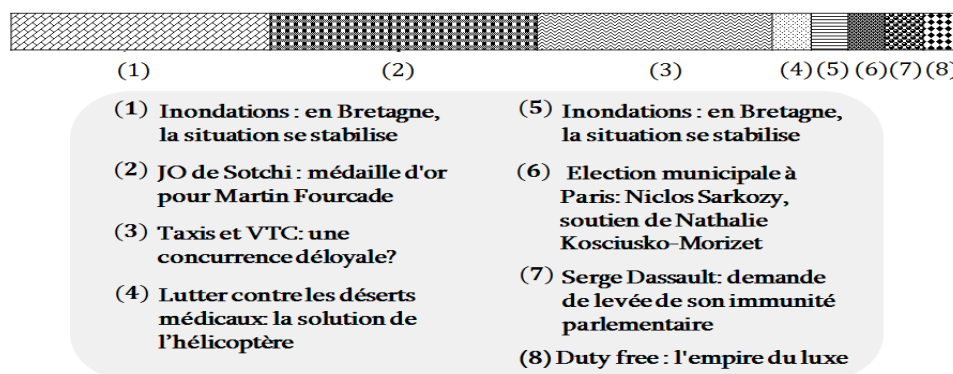 (1) (2) (3) (4) (5) (6) (7) (8)
(1) Inondations : en Bretagne,
la situation se stabilise
(2) JO de Sotchi : médaille d'or
pour Martin Fourcade
(3) Taxis et VTC: une
concurrence déloyale?
(4) Lutter contre les déserts
médicaux: la solution de
l'hélicoptère
(5) Inondations : en Bretagne,
la situation se stabilise
(6) Election municipale à
Paris: Niclos Sarkozy,
soutien de Nathalie
Kosciusko-Morizet
(7) Serge Dassault: demande
de levée de son immunité
parlementaire
(8) Duty free : l'empire du luxe